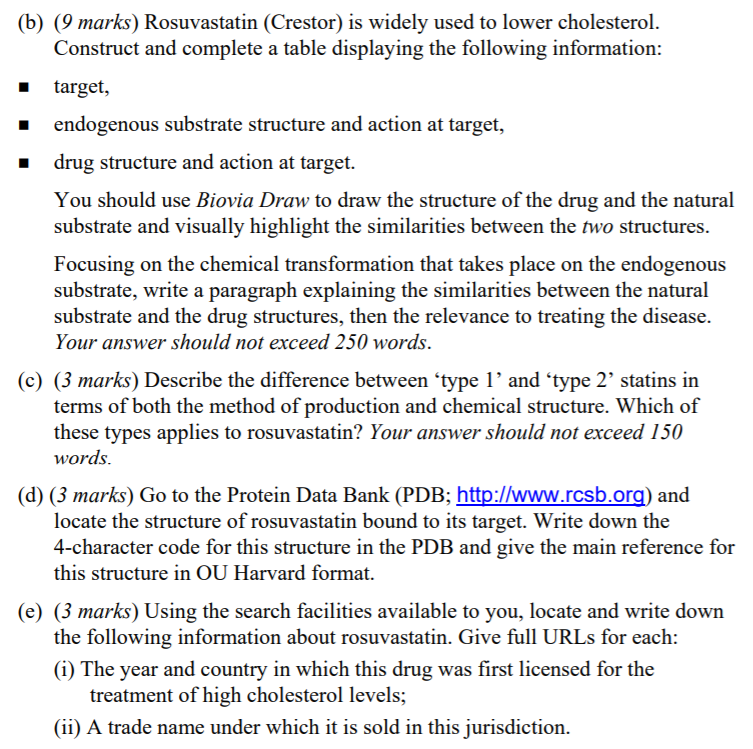 (b) (9 marks) Rosuvastatin (Crestor) is widely used to lower cholesterol.
Construct and complete a table displaying the following information:
■ target,
■ endogenous substrate structure and action at target,
■ drug structure and action at target.
You should use Biovia Draw to draw the structure of the drug and the natural
substrate and visually highlight the similarities between the two structures.
Focusing on the chemical transformation that takes place on the endogenous
substrate, write a paragraph explaining the similarities between the natural
substrate and the drug structures, then the relevance to treating the disease.
Your answer should not exceed 250 words.
(c) (3 marks) Describe the difference between ‘type 1’ and ‘type 2’ statins in
terms of both the method of production and chemical structure. Which of
these types applies to rosuvastatin? Your answer should not exceed 150
words.
(d) (3 marks) Go to the Protein Data Bank (PDB; http://www.rcsb.org) and
locate the structure of rosuvastatin bound to its target. Write down the
4-character code for this structure in the PDB and give the main reference for
this structure in OU Harvard format.
(e) (3 marks) Using the search facilities available to you, locate and write down
the following information about rosuvastatin. Give full URLs for each:
(i) The year and country in which this drug was first licensed for the
treatment of high cholesterol levels;
(ii) A trade name under which it is sold in this jurisdiction.